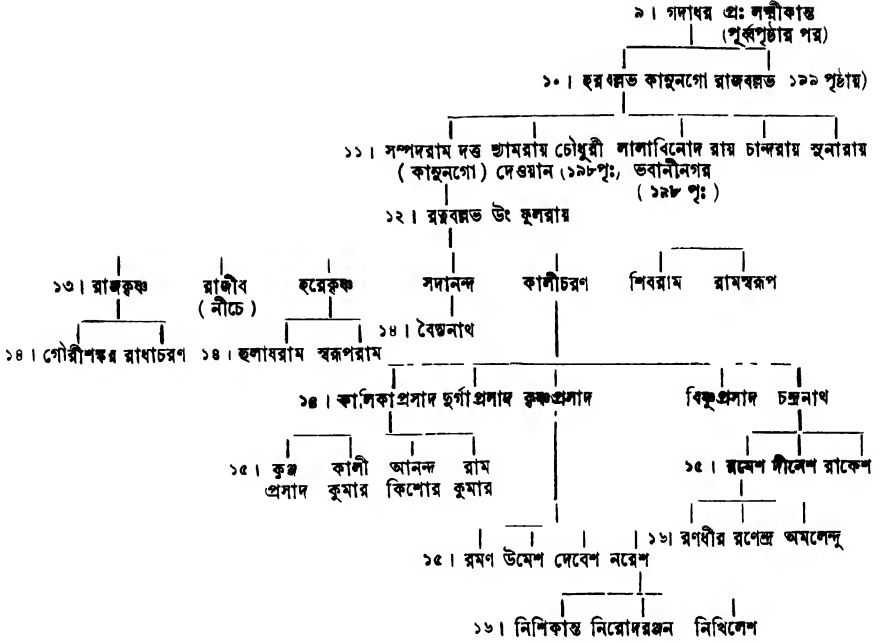 ৯। গদাধর প্রঃ লক্ষ্মীকান্ত
(পূর্ব্বপৃষ্ঠার পর)
১০। হরবল্লভ কানুনগো রাজবল্লভ ১৯৯ পৃষ্ঠায়)
১১। সম্পদরাম দত্ত শ্যামরায় চৌধুরী লালাবিনোদ রায় চান্দরায় সুনারায়
(কানুনগো) দেওয়ান (১৯৮পৃঃ, ভবানীনগর
(১৯৮ পৃঃ)
১২। রত্নবল্লভ উং ফুলরায়
১৩। রাজকৃষ্ণ রাজীব হরেকৃষ্ণ সদানন্দ কালীচরণ শিবরাম রামস্বরূপ
(নীচে)
১৪। বৈদ্যনাথ
১৪। গৌরীশঙ্কর রাধাচরণ ১৪। হলাধরাম স্বরূপরাম
১৪। কালিকাপ্রসাদ দুর্গাপ্রসাদ কৃষ্ণপ্রসাদ বিষ্ণুপ্রসাদ চন্দ্রনাথ
১৫। কুঞ্জ কালী আনন্দ রাম ১৫। রমেশ দীনেশ রাকেশ
প্রসাদ কুমার কিশোর কুমার
১৬। রণধীর রণেন্দ্র অমলেন্দু
১৫। রমণ উমেশ দেবেশ নরেশ
১৬। নিশিকান্ত নিরোদরঞ্জন নিখিলেশ